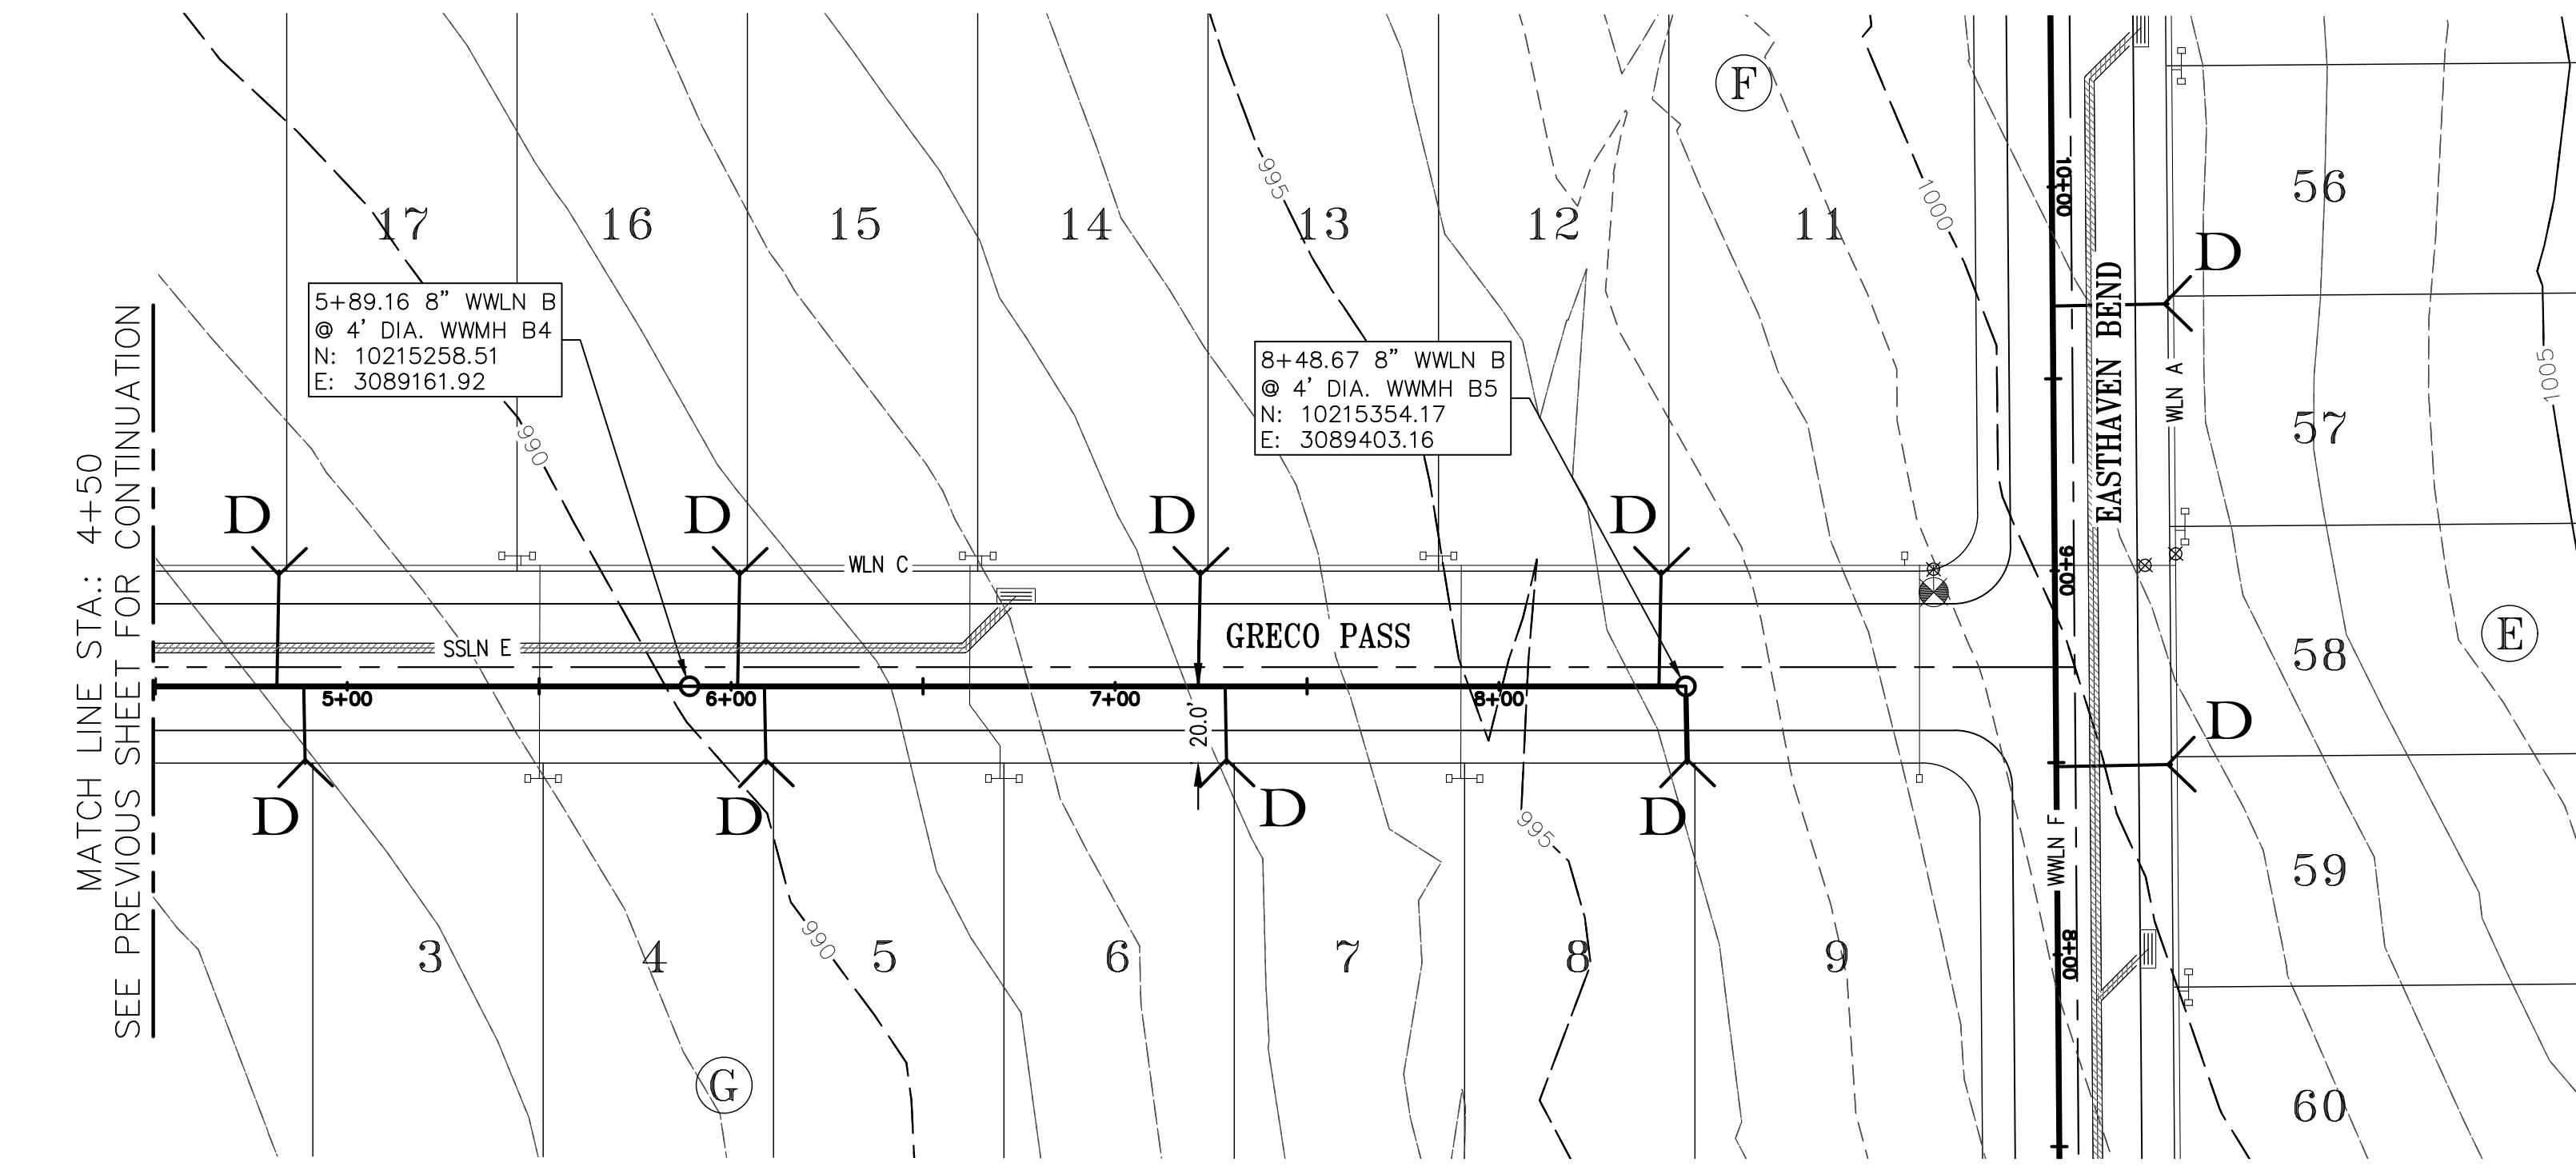 MATCH LINE STA.: 4+50
SEE PREVIOUS SHEET FOR CONTINUATION
F
17
16
15
14
13
12
11
56
995
1000
10+00
D
5+89.16 8" WWLN B
@ 4' DIA. WWMH B4
N: 10215258.51
E: 3089161.92
8+48.67 8" WWLN B
@ 4' DIA. WWMH B5
N: 10215354.17
E: 3089403.16
EASTHAVEN BEND
WLN A
1005
57
990
D
D
D
D
WLN C
9+00
SSLN E
GRECO PASS
58
E
5+00
6+00
7+00
8+00
20.0'
D
D
D
D
D
995
WWLN F
59
3
4
990
5
6
7
8
9
8+00
G
60